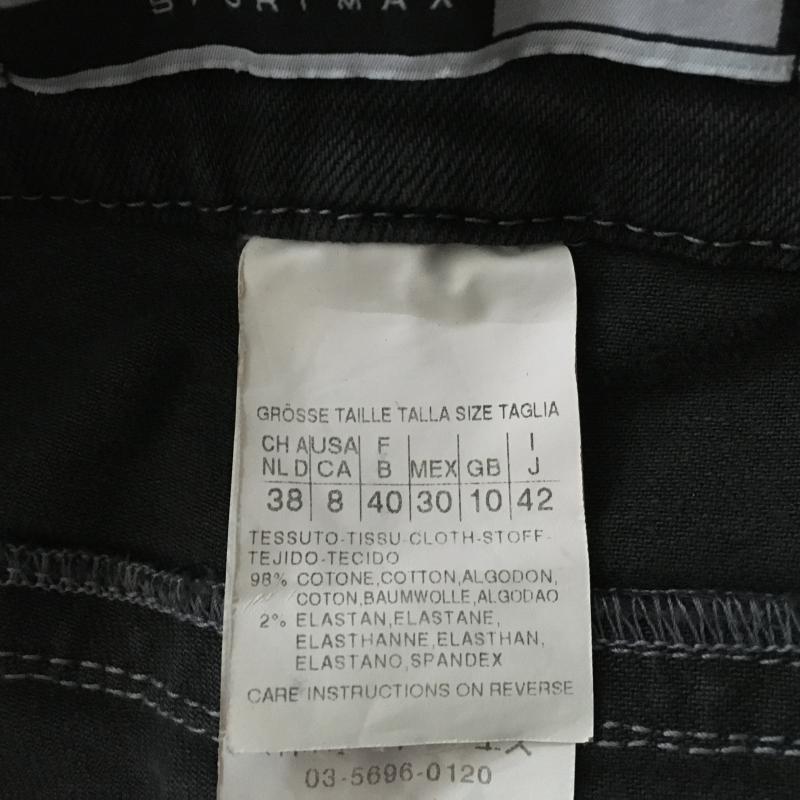 SPORTMAX
GRÖSSE TAILLE TALLA SIZE TAGLIA
CH A USA F I
NL D CA B MEX GB J
38 8 40 30 10 42
TESSUTO-TISSU-CLOTH-STOFF-
TEJIDO-TECIDO
98% COTONE,COTTON,ALGODON,
COTON,BAUMWOLLE,ALGODAO
2% ELASTAN,ELASTANE,
ELASTHANNE,ELASTHAN,
ELASTANO,SPANDEX
CARE INSTRUCTIONS ON REVERSE
03-5696-0120